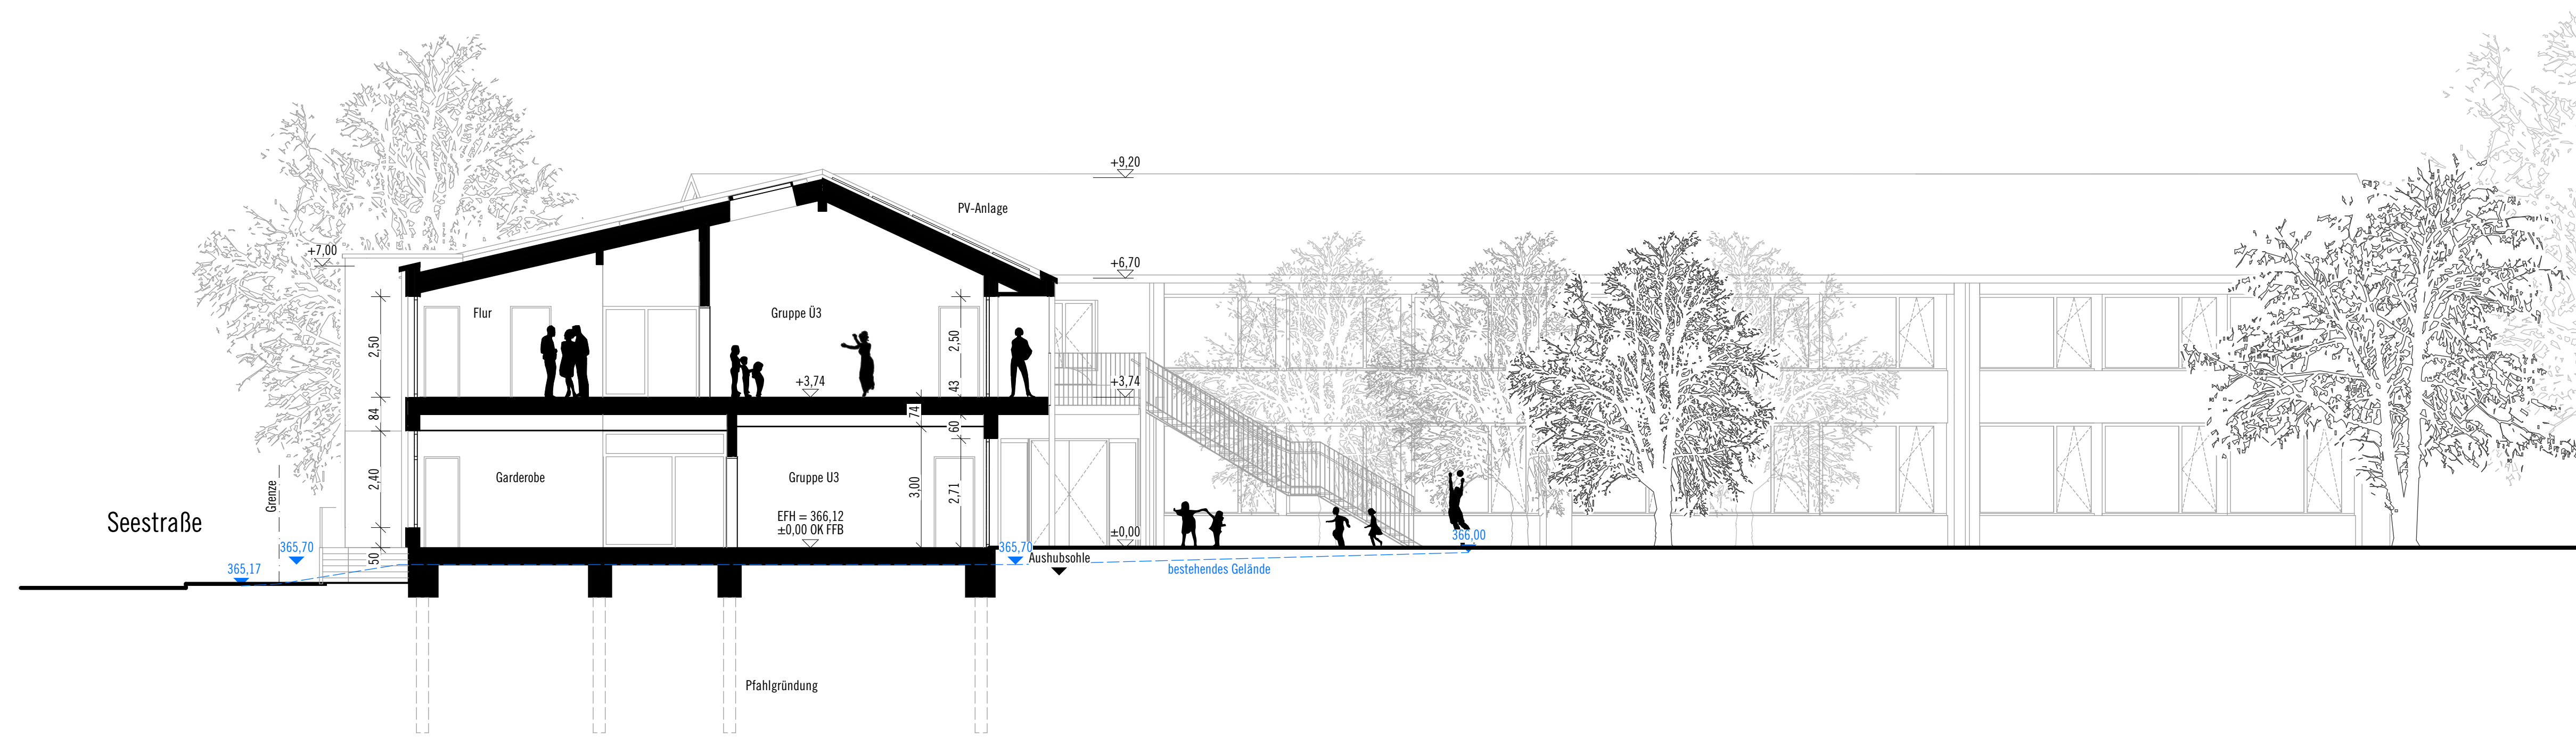 +9,20
PV-Anlage
+7,00
+6,70
Flur
Gruppe Ü3
2,50
2,50
+3,74
+3,74
43
84
74
60
Garderobe
Gruppe U3
2,40
3,00
2,71
Grenze
Seestraße
EFH = 366,12
±0,00 OK FFB
±0,00
366,00
365,70
365,70
50
Aushubsohle
365,17
bestehendes Gelände
Pfahlgründung